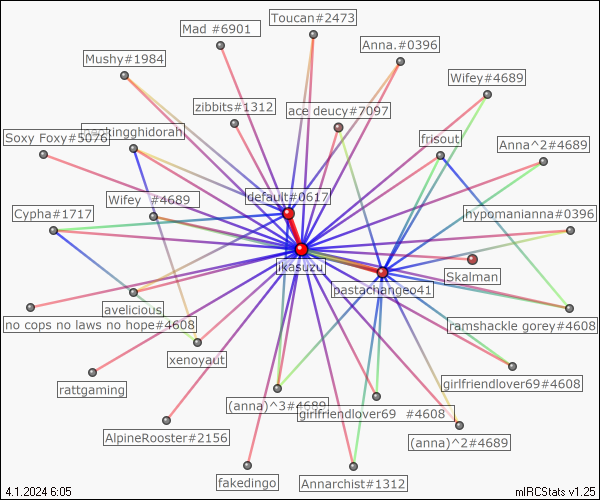 Toucan#2473
Mad #6901
Anna.#0396
Mushy#1984
Wifey#4689
zibbits#1312
ace deucy#7097
Soxy Foxy#5076
frisout
Anna^2#4689
default#0617
Wifey  #4689
Cypha#1717
hypomanianna#0396
jkasuzu
Skalman
pastachangeo41
avelicious
no cops no laws no hope#4608
ramshackle gorey#4608
xenoyaut
rattgaming
girlfriendlover69#4608
(anna)^3#4689
girlfriendlover69  #4608
AlpineRooster#2156
(anna)^2#4689
fakedingo
Annarchist#1312
4.1.2024 6:05
mIRCStats v1.25